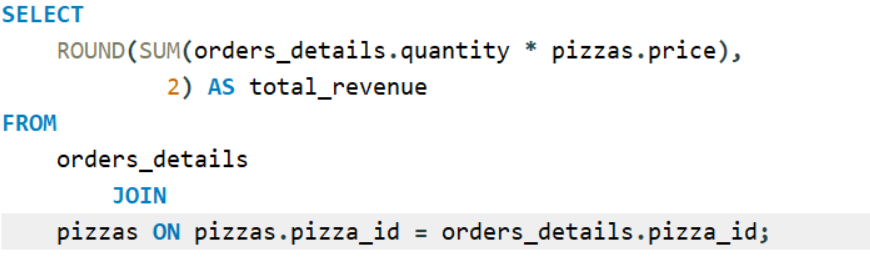 SELECT
ROUND(SUM(orders_details.quantity * pizzas.price),
2) AS total_revenue
FROM
orders_details
JOIN
pizzas ON pizzas.pizza_id = orders_details.pizza_id;